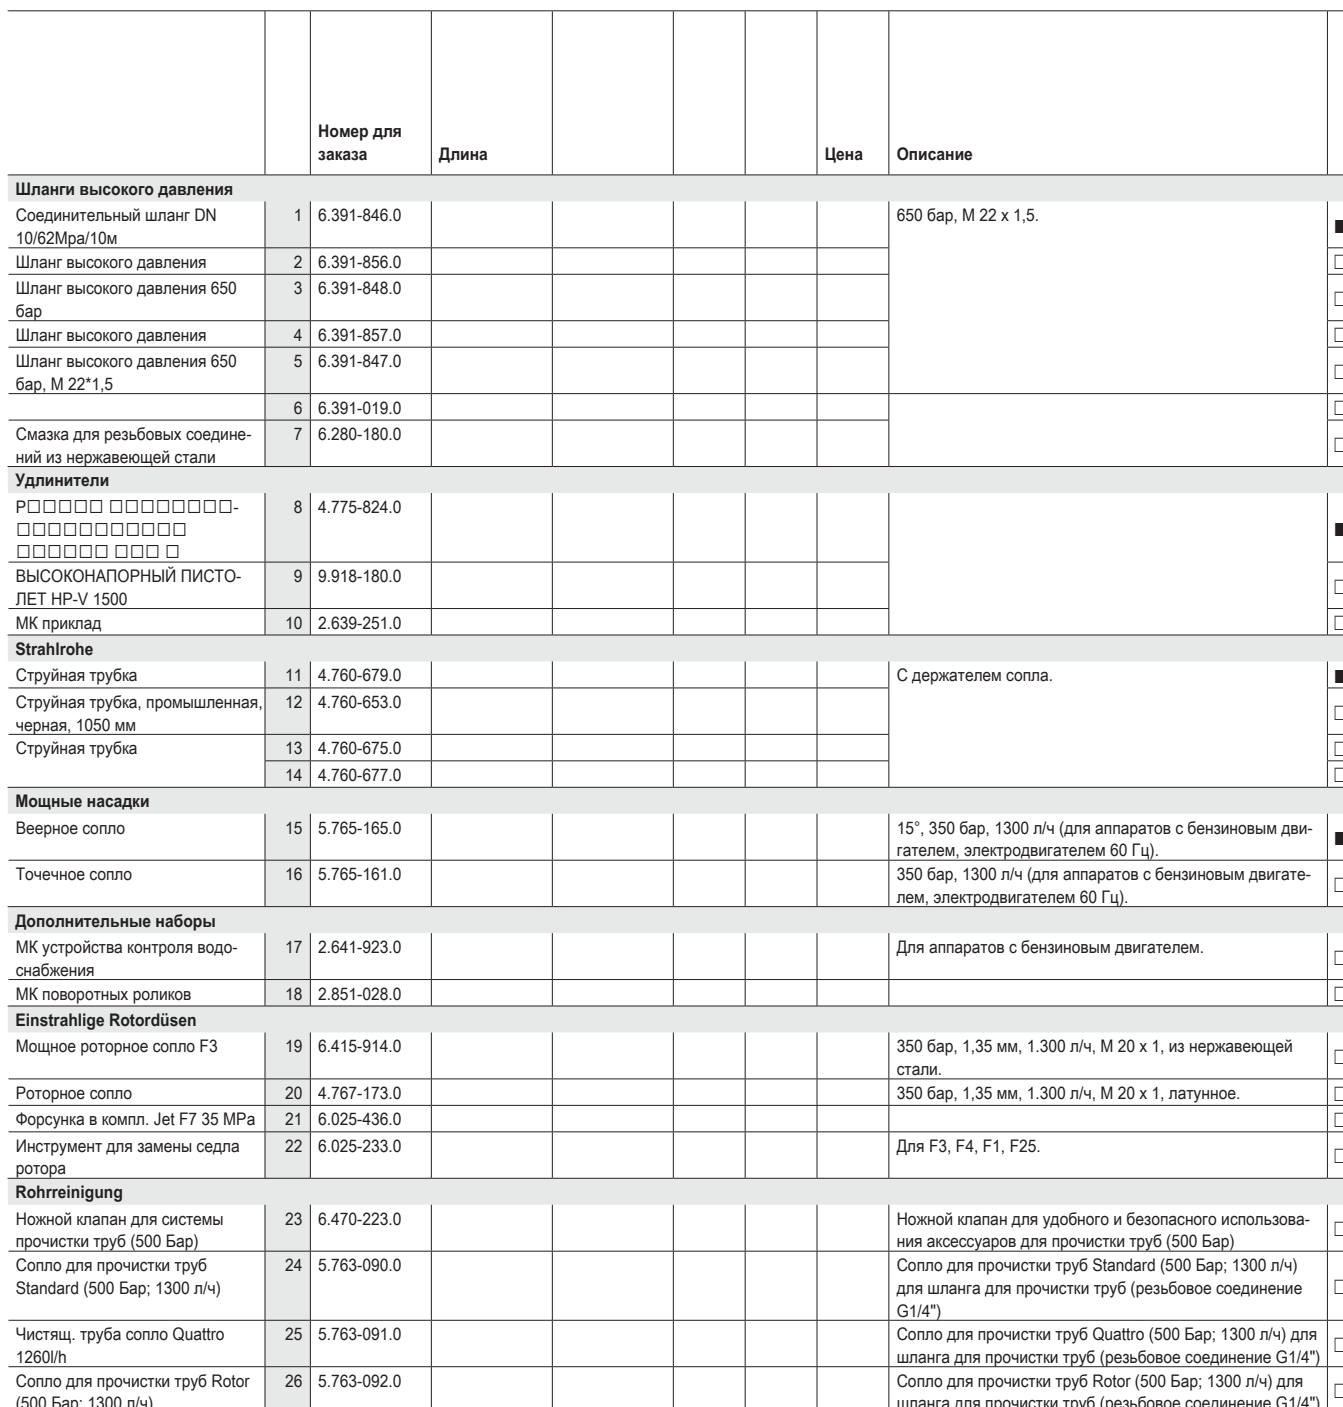 Номер для
заказа Длина Цена Описание
Шланги высокого давления
Соединительный шланг DN 1 6.391-846.0 650 бар, M 22 x 1,5.
10/62Mpa/10м
Шланг высокого давления 2 6.391-856.0
Шланг высокого давления 650 3 6.391-848.0
бар
Шланг высокого давления 4 6.391-857.0
Шланг высокого давления 650 5 6.391-847.0
бар, М 22*1,5
6 6.391-019.0
Смазка для резьбовых соедине- 7 6.280-180.0
ний из нержавеющей стали
Удлинители
P 8 4.775-824.0
ВЫСОКОНАПОРНЫЙ ПИСТО- 9 9.918-180.0
ЛЕТ HP-V 1500
МК приклад 10 2.639-251.0
Strahlrohe
Струйная трубка 11 4.760-679.0 С держателем сопла.
Струйная трубка, промышленная, 12 4.760-653.0
черная, 1050 мм
Струйная трубка 13 4.760-675.0
14 4.760-677.0
Мощные насадки
Веерное сопло 15 5.765-165.0 15°, 350 бар, 1300 л/ч (для аппаратов с бензиновым дви-
гателем, электродвигателем 60 Гц).
Точечное сопло 16 5.765-161.0 350 бар, 1300 л/ч (для аппаратов с бензиновым двигате-
лем, электродвигателем 60 Гц).
Дополнительные наборы
МК устройства контроля водо- 17 2.641-923.0 Для аппаратов с бензиновым двигателем.
снабжения
МК поворотных роликов 18 2.851-028.0
Einstrahlige Rotordüsen
Мощное роторное сопло F3 19 6.415-914.0 350 бар, 1,35 мм, 1.300 л/ч, M 20 x 1, из нержавеющей
стали.
Роторное сопло 20 4.767-173.0 350 бар, 1,35 мм, 1.300 л/ч, M 20 x 1, латунное.
Форсунка в компл. Jet F7 35 MPa 21 6.025-436.0
Инструмент для замены седла 22 6.025-233.0 Для F3, F4, F1, F25.
ротора
Rohrreinigung
Ножной клапан для системы 23 6.470-223.0 Ножной клапан для удобного и безопасного использова-
прочистки труб (500 Бар) ния аксессуаров для прочистки труб (500 Бар)
Сопло для прочистки труб 24 5.763-090.0 Сопло для прочистки труб Standard (500 Бар; 1300 л/ч)
Standard (500 Бар; 1300 л/ч) для шланга для прочистки труб (резьбовое соединение
G1/4")
Чистящ. труба сопло Quattro 25 5.763-091.0 Сопло для прочистки труб Quattro (500 Бар; 1300 л/ч) для
1260l/h шланга для прочистки труб (резьбовое соединение G1/4")
Сопло для прочистки труб Rotor 26 5.763-092.0 Сопло для прочистки труб Rotor (500 Бар; 1300 л/ч) для
(500 Бар; 1300 л/ч) шланга для прочистки труб (резьбовое соединение G1/4")